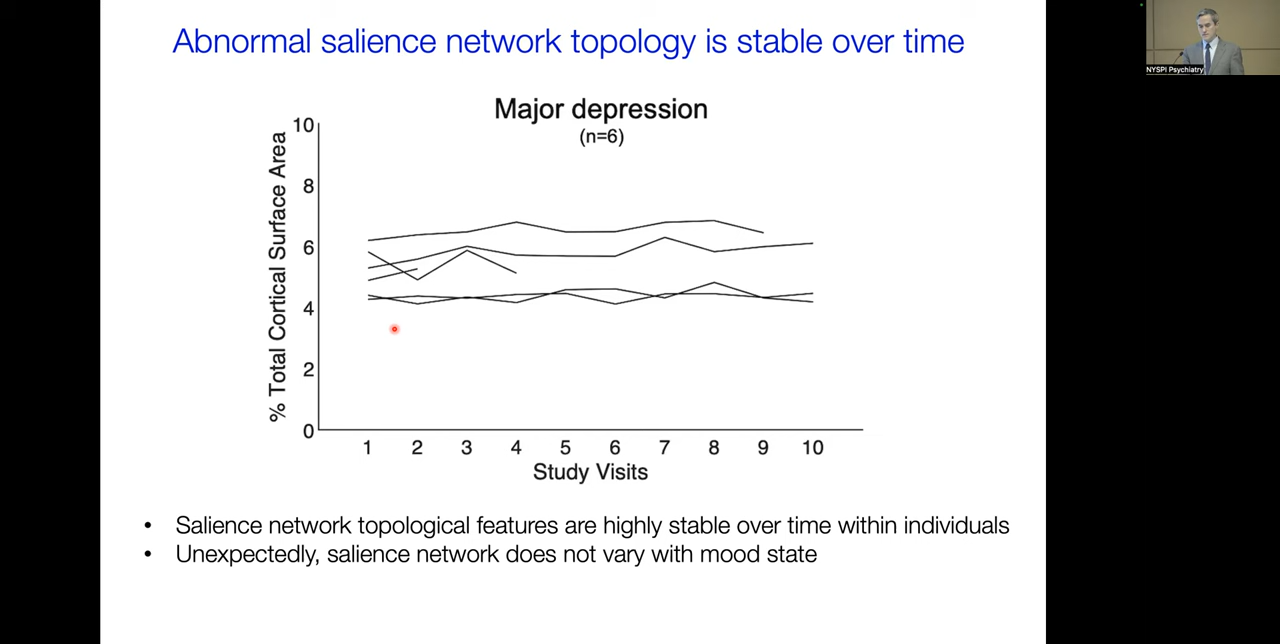 Abnormal salience network topology is stable over time
NYSPI Psychiatry
Major depression
(n=6)
% Total Cortical Surface Area
10
8
6
4
2
0
1 2 3 4 5 6 7 8 9 10
Study Visits
• Salience network topological features are highly stable over time within individuals
• Unexpectedly, salience network does not vary with mood state